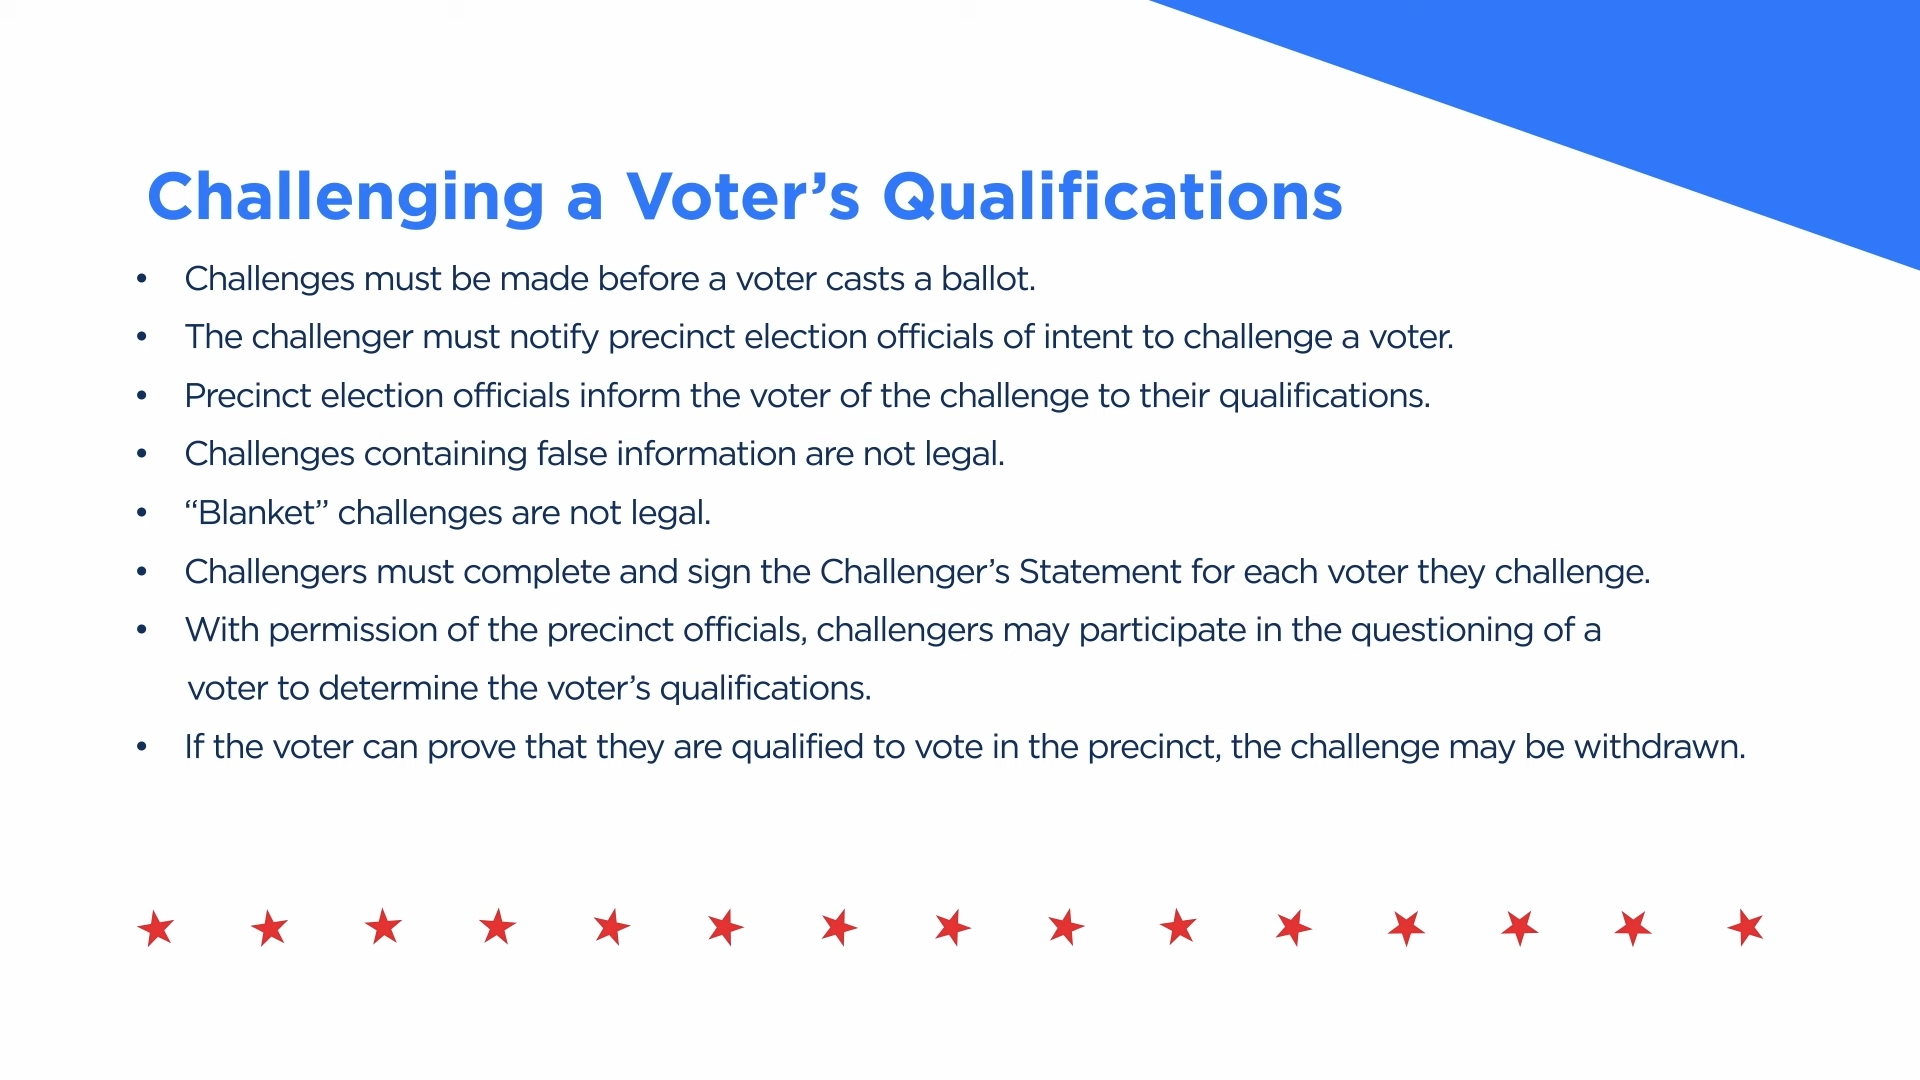 Challenging a Voter’s Qualifications
• Challenges must be made before a voter casts a ballot.
• The challenger must notify precinct election officials of intent to challenge a voter.
• Precinct election officials inform the voter of the challenge to their qualifications.
• Challenges containing false information are not legal.
• “Blanket” challenges are not legal.
• Challengers must complete and sign the Challenger’s Statement for each voter they challenge.
• With permission of the precinct officials, challengers may participate in the questioning of a
voter to determine the voter’s qualifications.
• If the voter can prove that they are qualified to vote in the precinct, the challenge may be withdrawn.